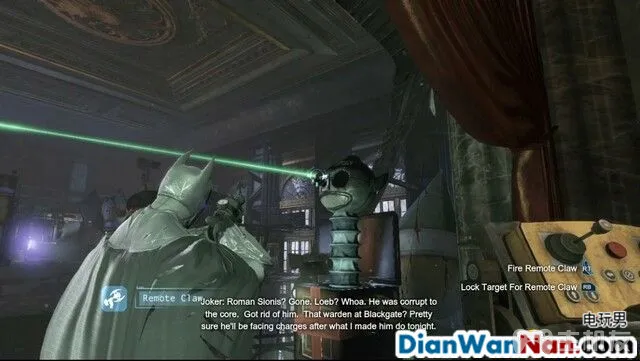 Fire Remote Claw
Lock Target For Remote Claw
Remote Claw
Joker: Roman Sionis? Gone. Loeb? Whoa. He was corrupt to
the core. Got rid of him. That warden at Blackgate? Pretty
sure he'll be facing charges after what I made him do tonight.
电玩男
DianWanNan.com